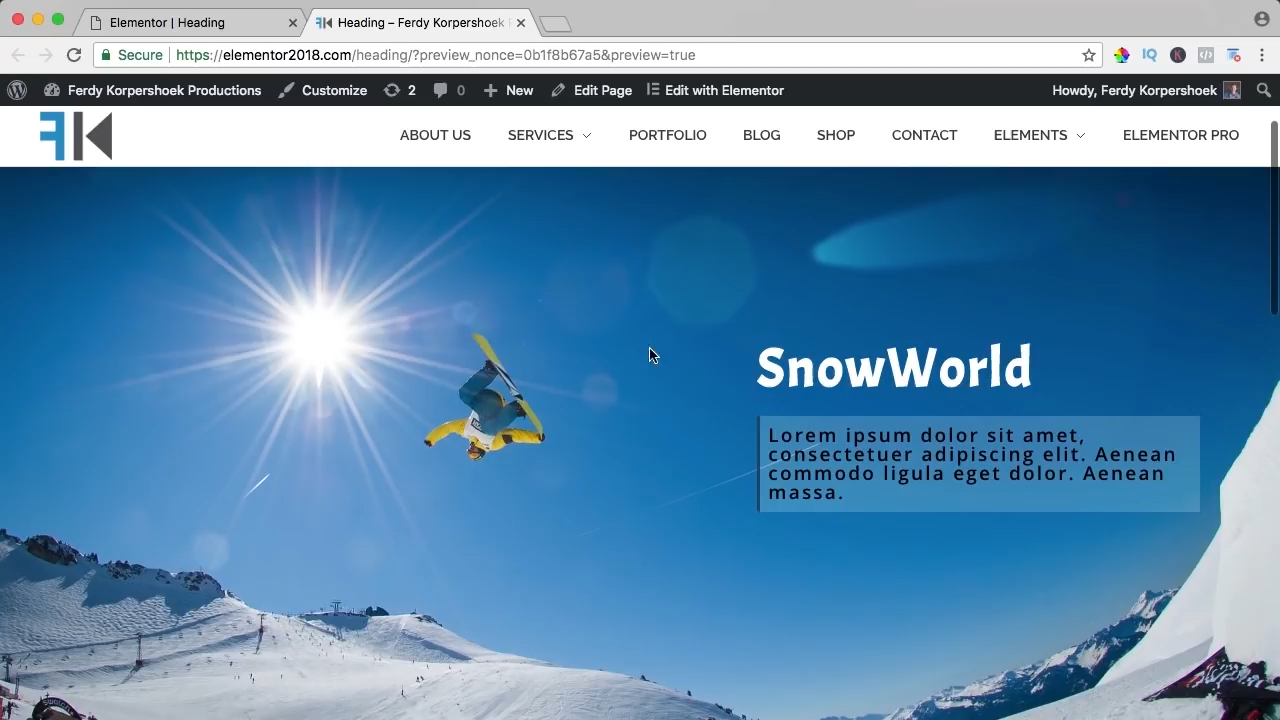 Elementor | Heading
Heading – Ferdy Korpershoek
Secure
https://elementor2018.com/heading/?preview_nonce=0b1f8b67a5&preview=true
Ferdy Korpershoek Productions
Customize
2
0
New
Edit Page
Edit with Elementor
Howdy, Ferdy Korpershoek
FK
ABOUT US
SERVICES
PORTFOLIO
BLOG
SHOP
CONTACT
ELEMENTS
ELEMENTOR PRO
SnowWorld
Lorem ipsum dolor sit amet,
consectetuer adipiscing elit. Aenean
commodo ligula eget dolor. Aenean
massa.